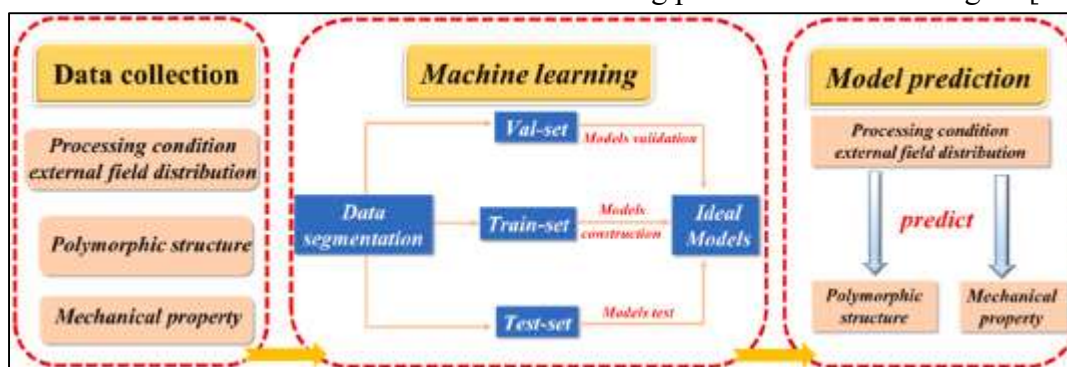 Data collection
Processing condition
external field distribution
Polymorphic structure
Mechanical property
Machine learning
Val-set
Models validation
Data
segmentation
Train-set
Models
construction
Ideal
Models
Test-set
Models test
Model prediction
Processing condition
external field distribution
predict
Polymorphic
structure
Mechanical
property